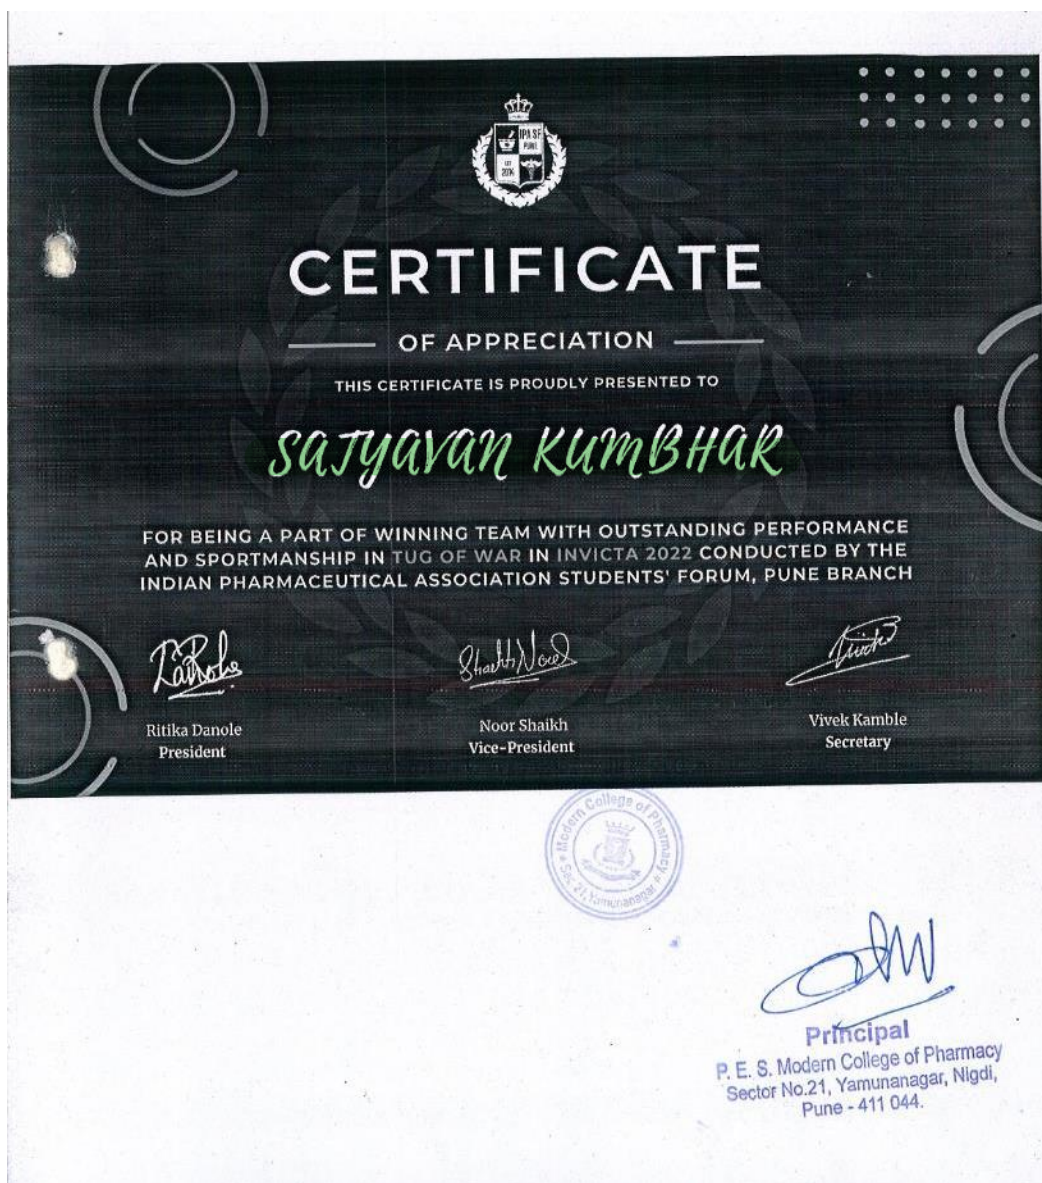 IPA SF
PUNE
EST
2014
CERTIFICATE
OF APPRECIATION
THIS CERTIFICATE IS PROUDLY PRESENTED TO
SATYAVAN KUMBHAR
FOR BEING A PART OF WINNING TEAM WITH OUTSTANDING PERFORMANCE
AND SPORTMANSHIP IN TUG OF WAR IN INVICTA 2022 CONDUCTED BY THE
INDIAN PHARMACEUTICAL ASSOCIATION STUDENTS' FORUM, PUNE BRANCH
Shaikh Noor
Ritika Danole
President
Noor Shaikh
Vice-President
Vivek Kamble
Secretary
Modern College of Pharmacy
Sec. 21, Yamunanagar
Principal
P. E. S. Modern College of Pharmacy
Sector No.21, Yamunanagar, Nigdi,
Pune - 411 044.